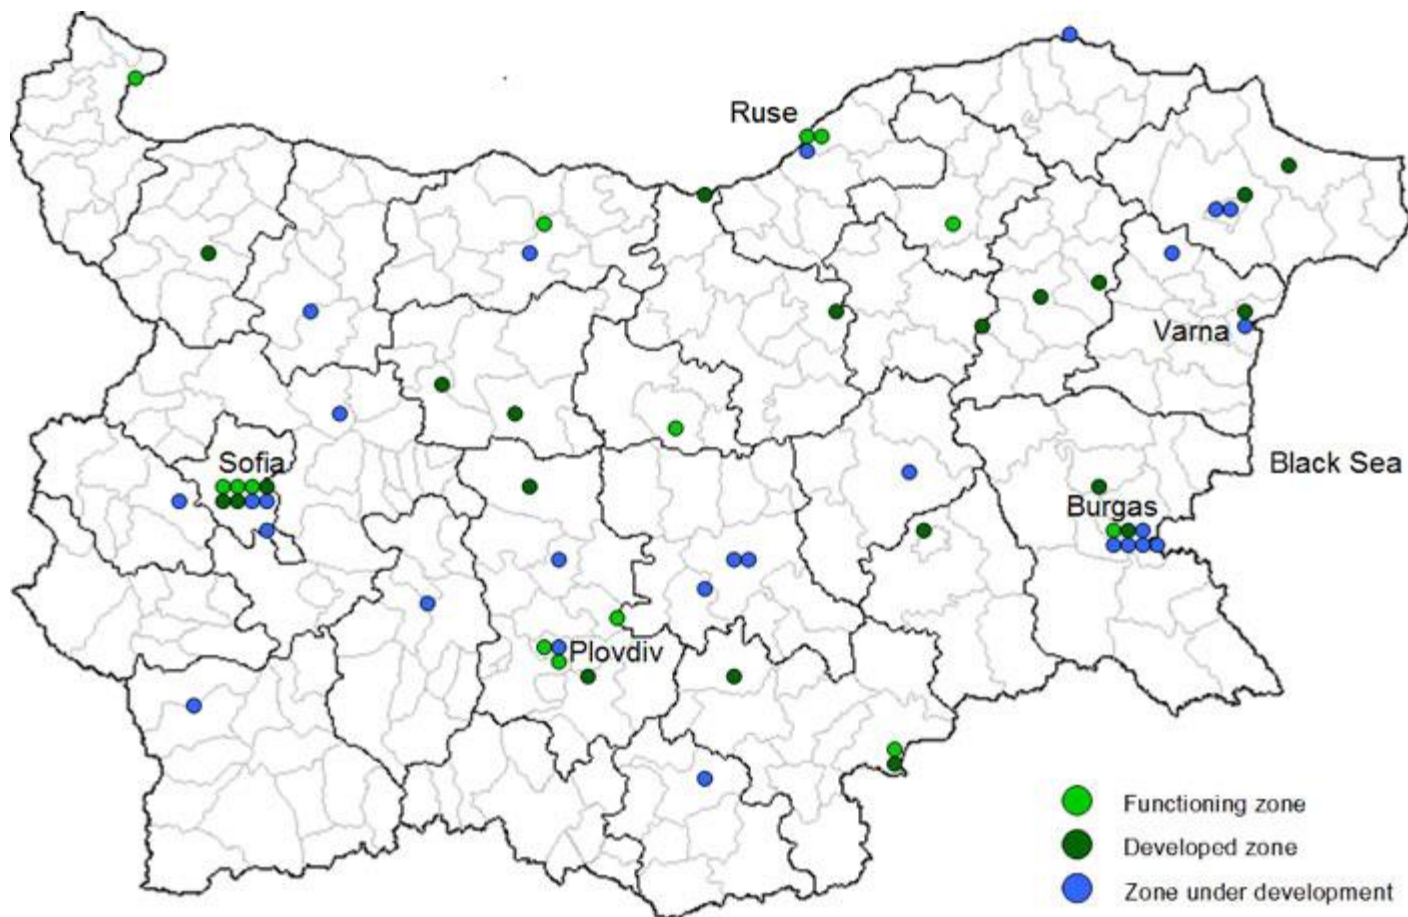 Ruse
Varna
Sofia
Black Sea
Burgas
Plovdiv
Functioning zone
Developed zone
Zone under development